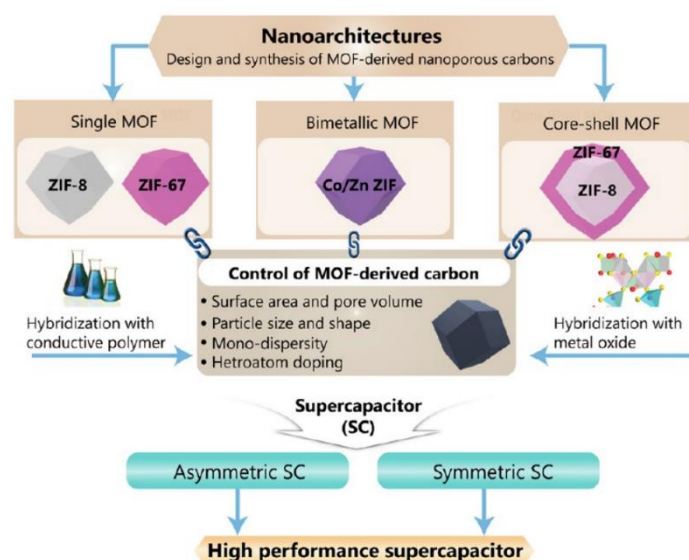 Nanoarchitectures
Design and synthesis of MOF-derived nanoporous carbons
Single MOF
Bimetallic MOF
Core-shell MOF
ZIF-8
ZIF-67
Co/Zn ZIF
ZIF-67
ZIF-8
Control of MOF-derived carbon
• Surface area and pore volume
• Particle size and shape
• Mono-dispersity
• Hetroatom doping
Hybridization with
conductive polymer
Hybridization with
metal oxide
Supercapacitor
(SC)
Asymmetric SC
Symmetric SC
High performance supercapacitor